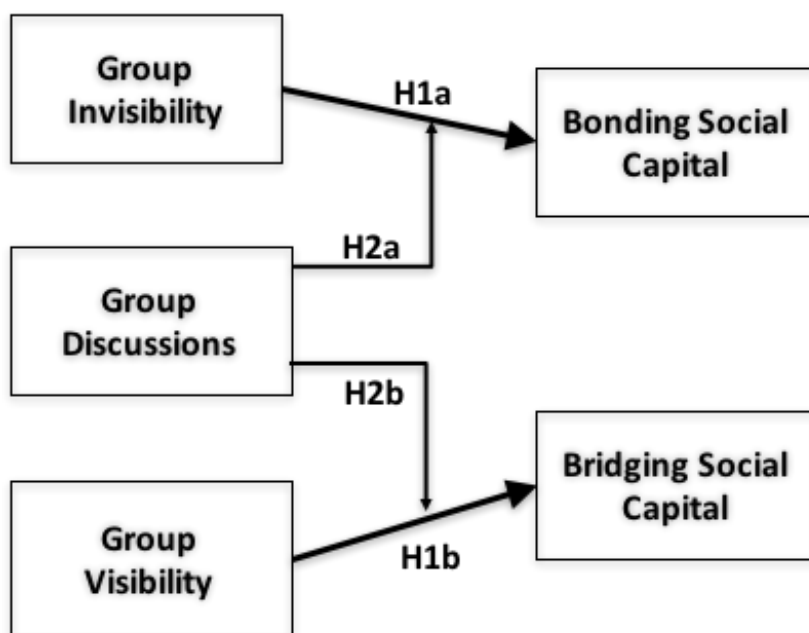 Group
Invisibility
H1a
Bonding Social
Capital
H2a
Group
Discussions
H2b
Bridging Social
Capital
Group
Visibility
H1b